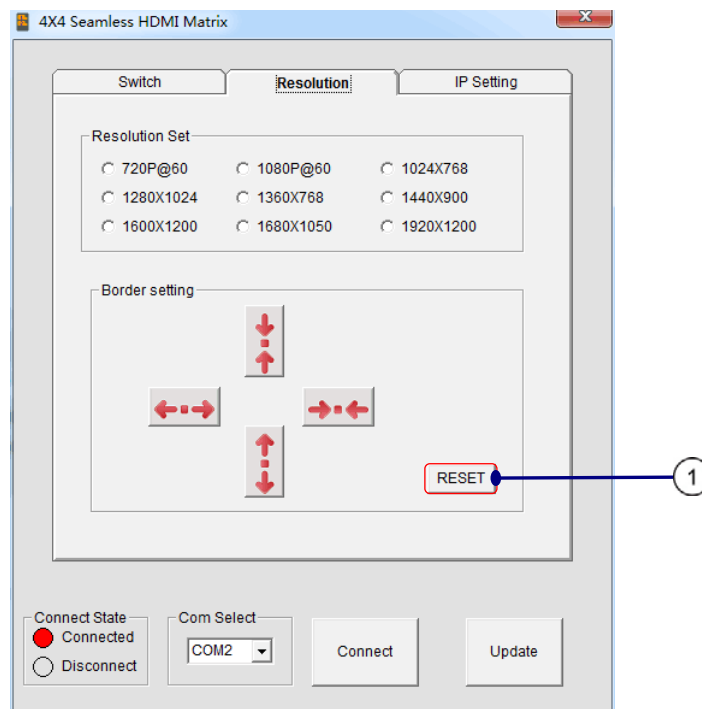 4X4 Seamless HDMI Matrix
X
Switch
Resolution
IP Setting
Resolution Set
720P@60 1080P@60 1024X768
1280X1024 1360X768 1440X900
1600X1200 1680X1050 1920X1200
Border setting
RESET
1
Connect State
Connected
Disconnect
Com Select
COM2
Connect
Update